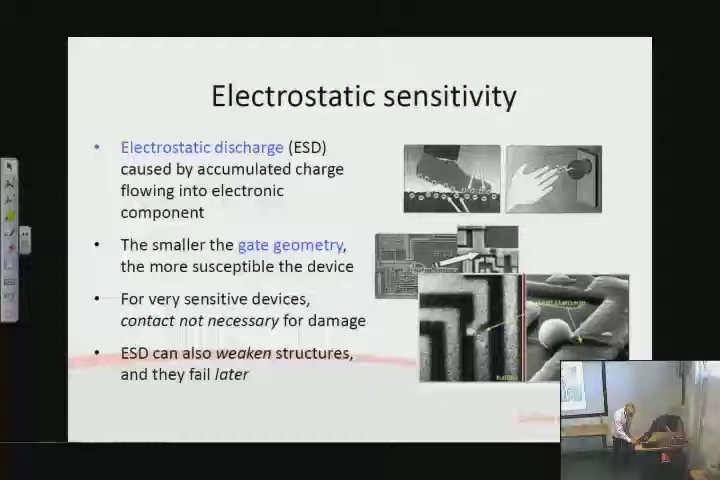 Electrostatic sensitivity
• Electrostatic discharge (ESD)
caused by accumulated charge
flowing into electronic
component
• The smaller the gate geometry,
the more susceptible the device
• For very sensitive devices,
contact not necessary for damage
• ESD can also weaken structures,
and they fail later